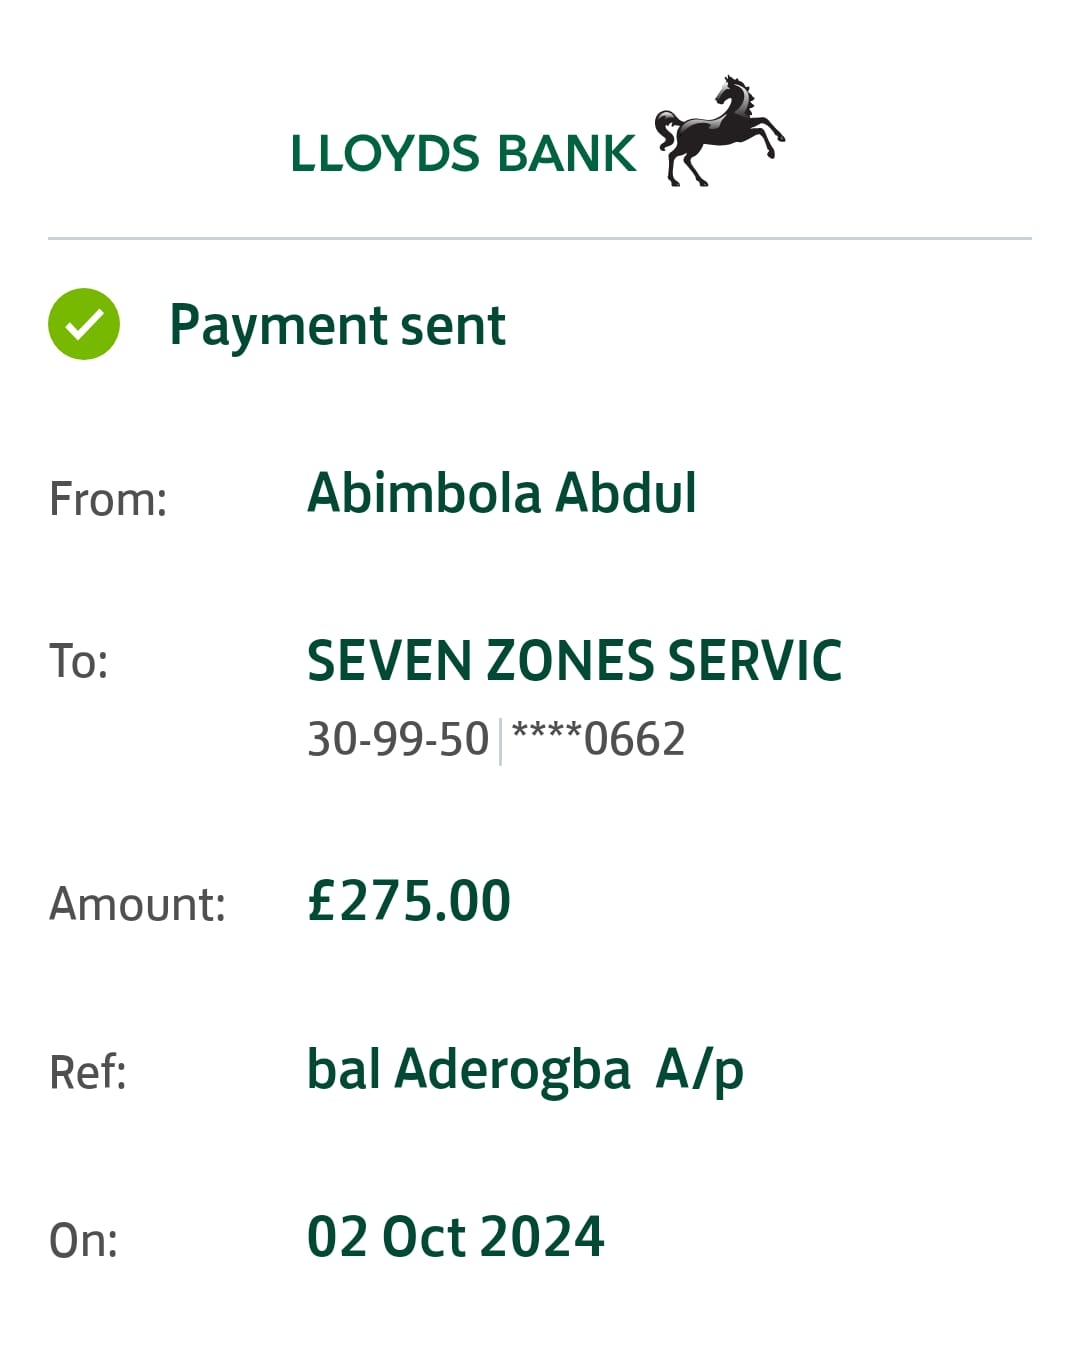 LLOYDS BANK
Payment sent
From: Abimbola Abdul
To: SEVEN ZONES SERVIC
30-99-50 | ****0662
Amount: £275.00
Ref: bal Aderogba  A/p
On: 02 Oct 2024